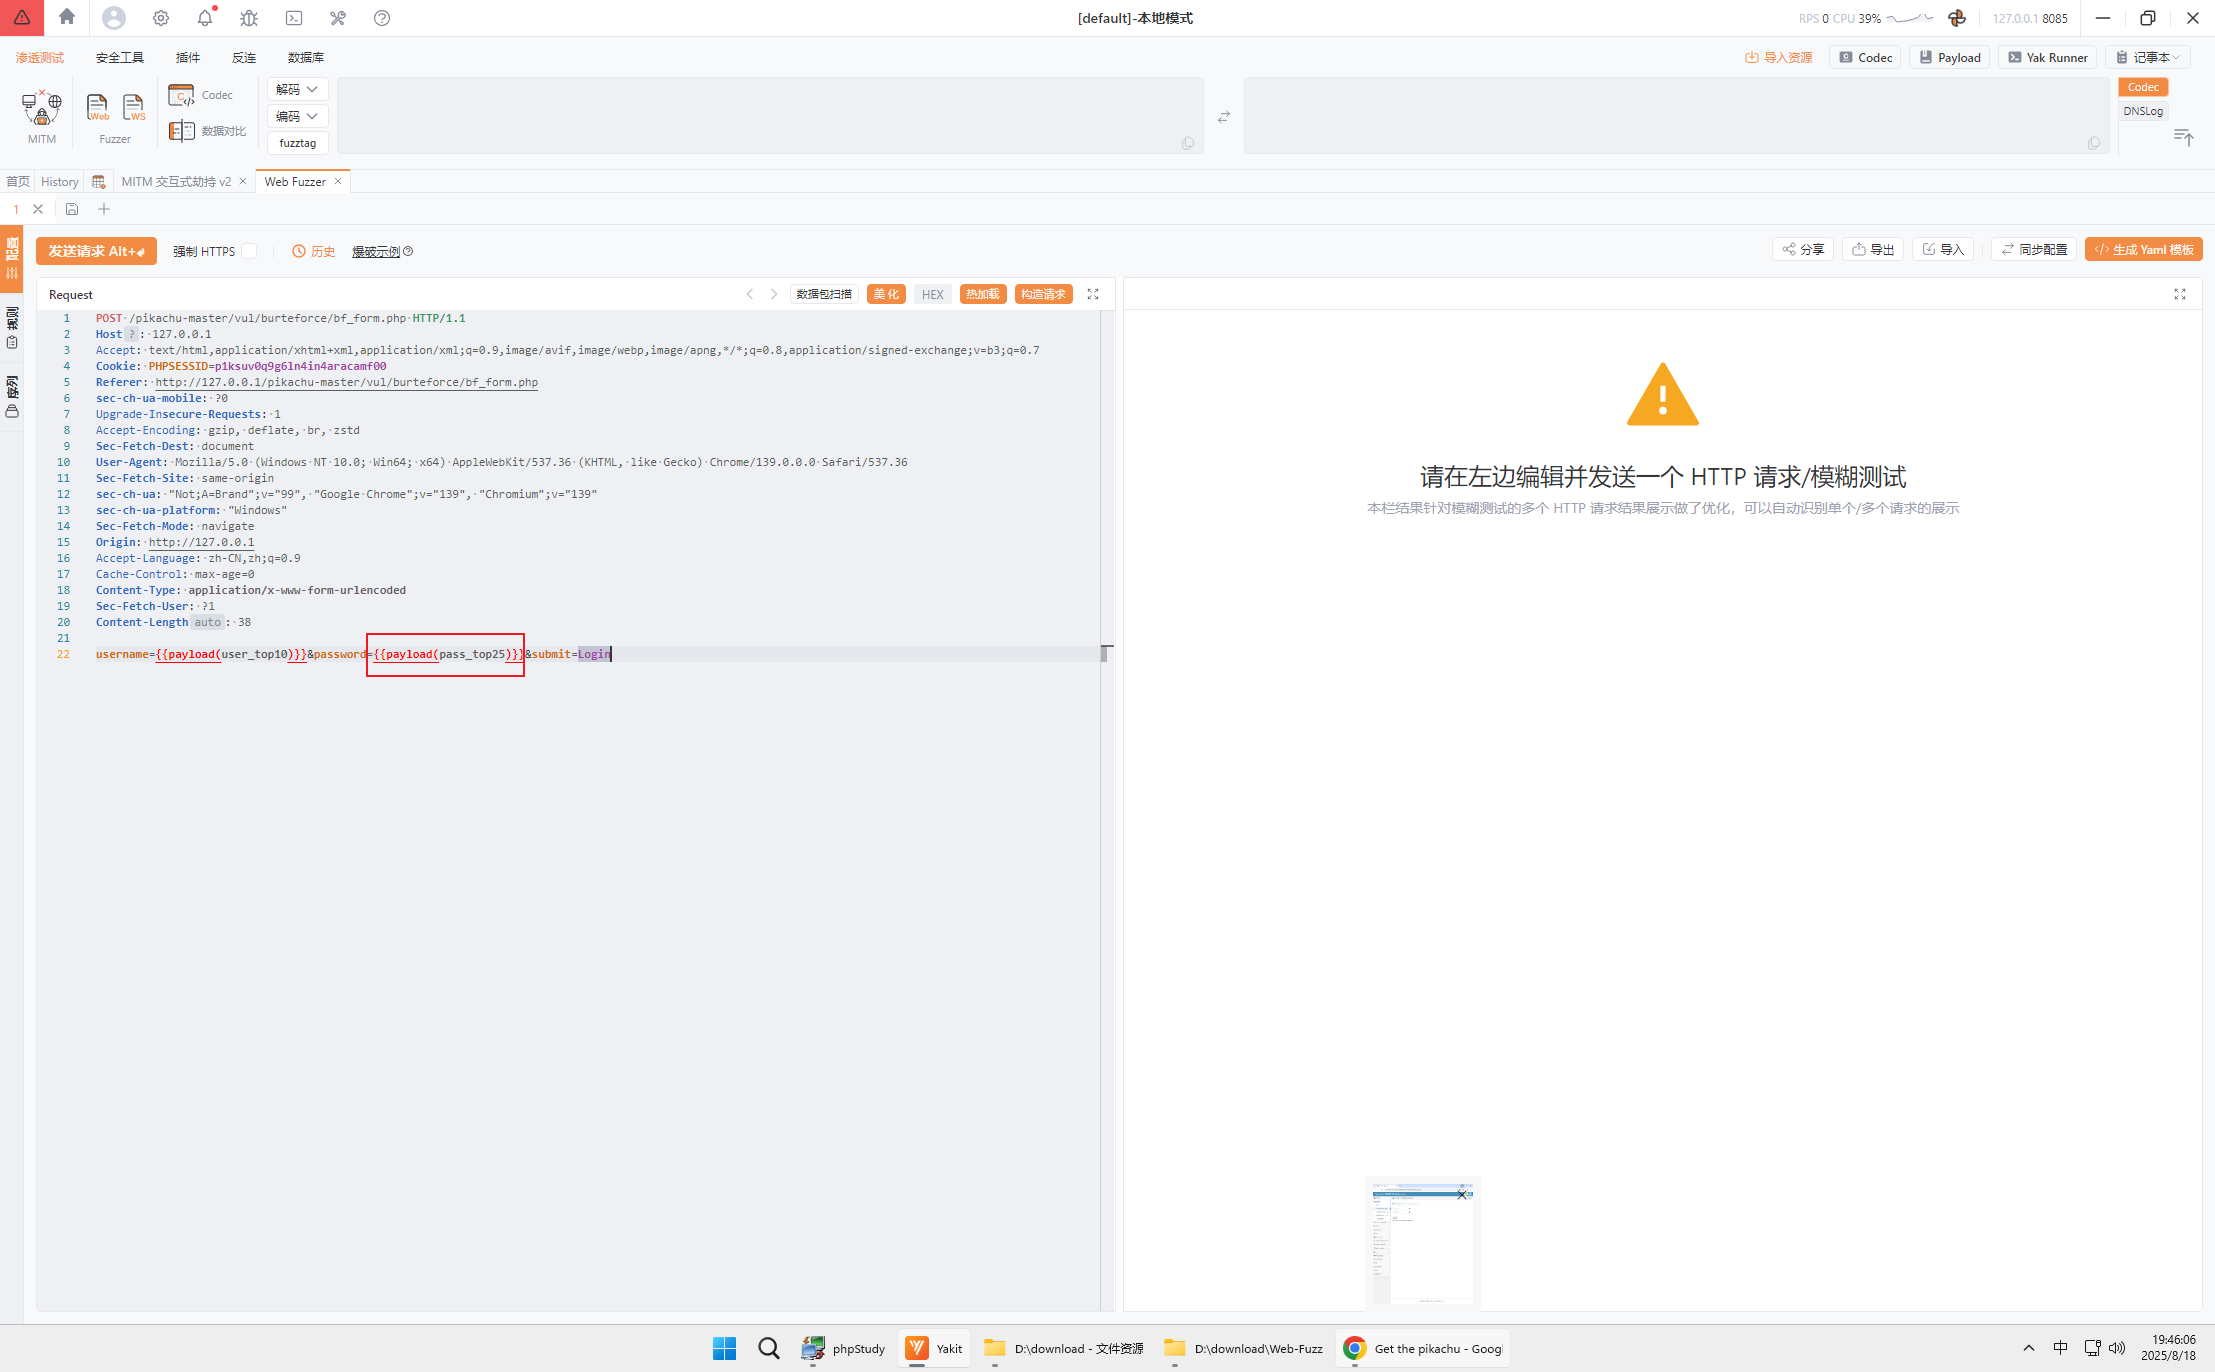 [default]-本地模式
RPS 0 CPU 39%
127.0.0.1 8085
渗透测试 安全工具 插件 反连 数据库
导入资源 Codec Payload Yak Runner 记事本
MITM
Web WS
Fuzzer
Codec
数据对比
解码
编码
fuzztag
Codec
DNSLog
首页 History MITM 交互式劫持 v2 Web Fuzzer
1
配置
规则
序列
发送请求 Alt+ 强制 HTTPS 历史 爆破示例
分享 导出 导入 同步配置 生成 Yaml 模板
Request 数据包扫描 美化 HEX 热加载 构造请求
1 POST /pikachu-master/vul/burteforce/bf_form.php HTTP/1.1
2 Host ? : 127.0.0.1
3 Accept: text/html,application/xhtml+xml,application/xml;q=0.9,image/avif,image/webp,image/apng,*/*;q=0.8,application/signed-exchange;v=b3;q=0.7
4 Cookie: PHPSESSID=p1ksuv0q9g6ln4in4aracamf00
5 Referer: http://127.0.0.1/pikachu-master/vul/burteforce/bf_form.php
6 sec-ch-ua-mobile: ?0
7 Upgrade-Insecure-Requests: 1
8 Accept-Encoding: gzip, deflate, br, zstd
9 Sec-Fetch-Dest: document
10 User-Agent: Mozilla/5.0 (Windows NT 10.0; Win64; x64) AppleWebKit/537.36 (KHTML, like Gecko) Chrome/139.0.0.0 Safari/537.36
11 Sec-Fetch-Site: same-origin
12 sec-ch-ua: "Not;A=Brand";v="99", "Google Chrome";v="139", "Chromium";v="139"
13 sec-ch-ua-platform: "Windows"
14 Sec-Fetch-Mode: navigate
15 Origin: http://127.0.0.1
16 Accept-Language: zh-CN,zh;q=0.9
17 Cache-Control: max-age=0
18 Content-Type: application/x-www-form-urlencoded
19 Sec-Fetch-User: ?1
20 Content-Length auto : 38
21
22 username={{payload(user_top10)}}&password={{payload(pass_top25)}}&submit=Login
请在左边编辑并发送一个 HTTP 请求/模糊测试
本栏结果针对模糊测试的多个 HTTP 请求结果展示做了优化，可以自动识别单个/多个请求的展示
phpStudy Yakit D:\download - 文件资源 D:\download\Web-Fuzz Get the pikachu - Googl
中
19:46:06
2025/8/18